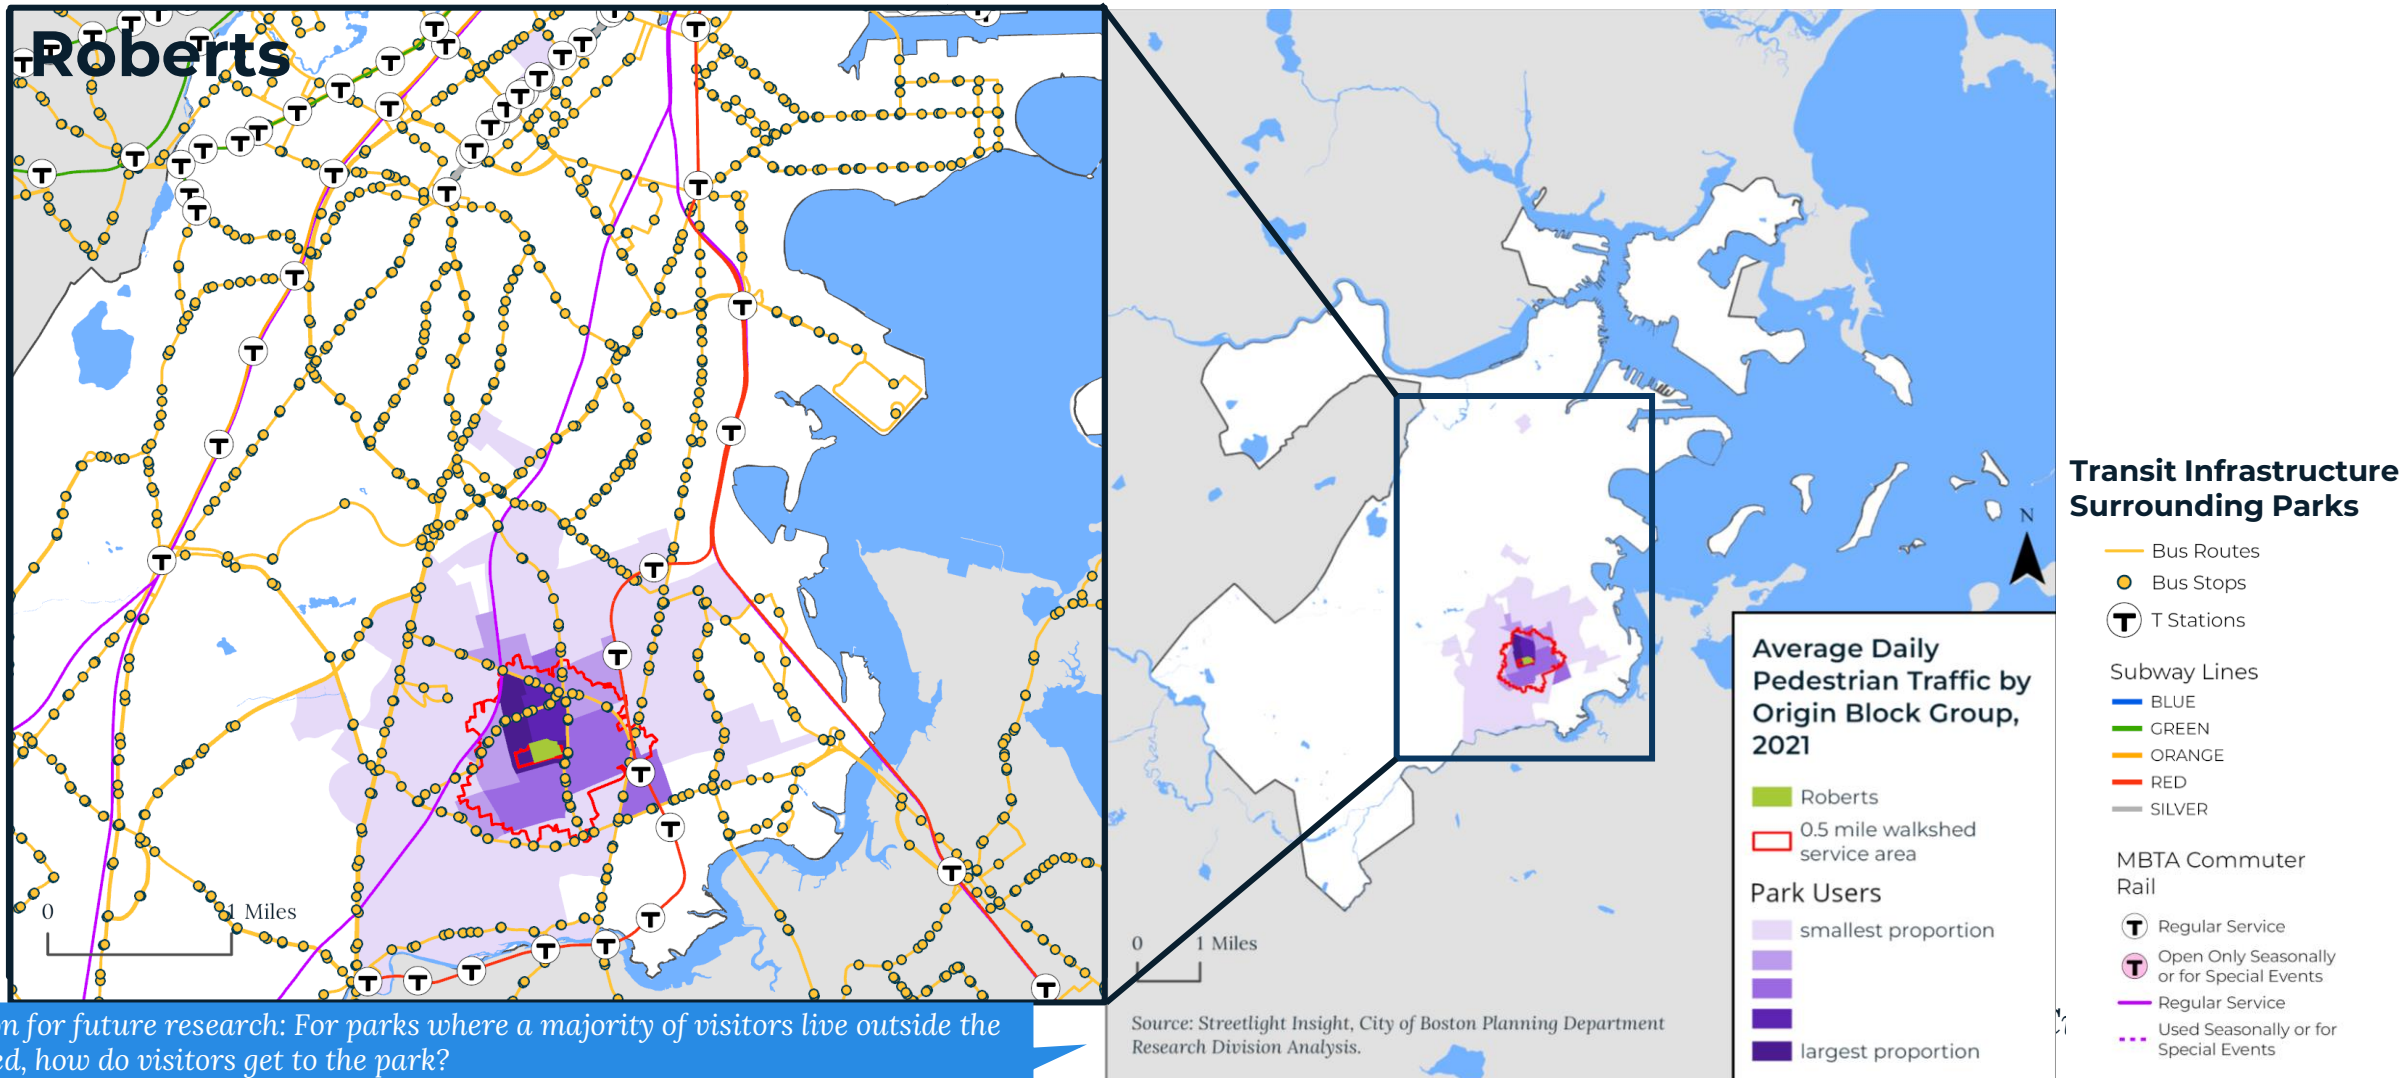 Roberts
0
1 Miles
n for future research: For parks where a majority of visitors live outside the
ed, how do visitors get to the park?
N
0
1 Miles
Source: Streetlight Insight, City of Boston Planning Department
Research Division Analysis.
Average Daily
Pedestrian Traffic by
Origin Block Group,
2021
Roberts
0.5 mile walkshed
service area
Park Users
smallest proportion
largest proportion
Transit Infrastructure
Surrounding Parks
Bus Routes
Bus Stops
T
T Stations
Subway Lines
BLUE
GREEN
ORANGE
RED
SILVER
MBTA Commuter
Rail
T
Regular Service
T
Open Only Seasonally
or for Special Events
Regular Service
Used Seasonally or for
Special Events